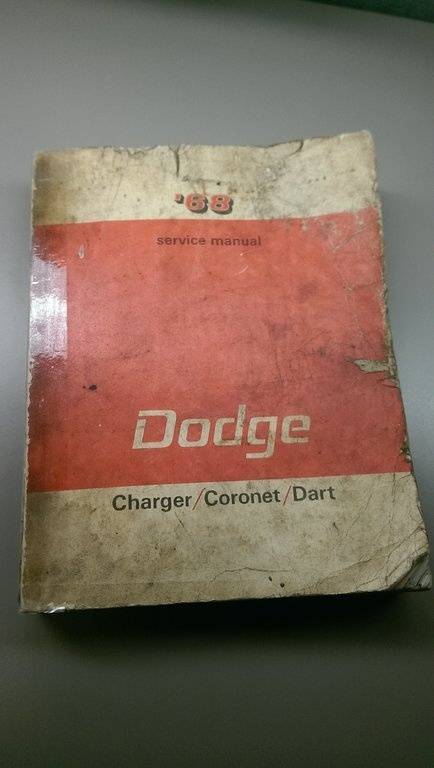 '68
service manual
Dodge
Charger/Coronet/Dart